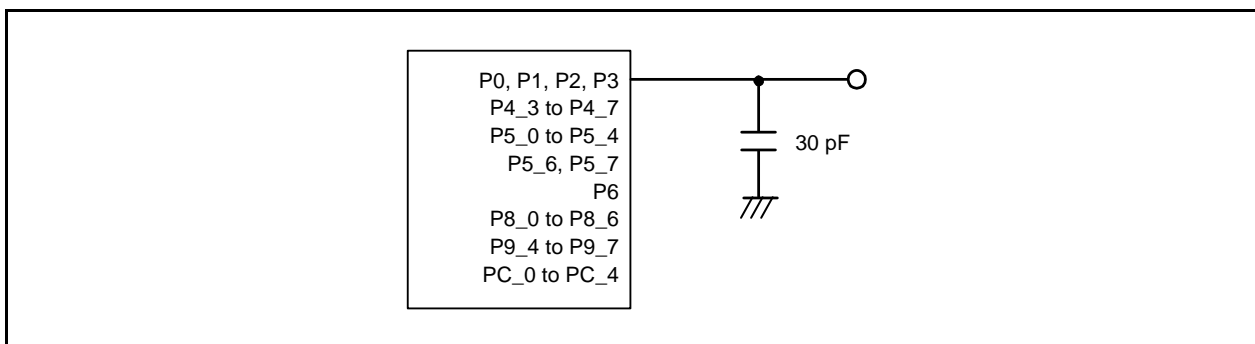 P0, P1, P2, P3
P4_3 to P4_7
P5_0 to P5_4
P5_6, P5_7
P6
P8_0 to P8_6
P9_4 to P9_7
PC_0 to PC_4
30 pF